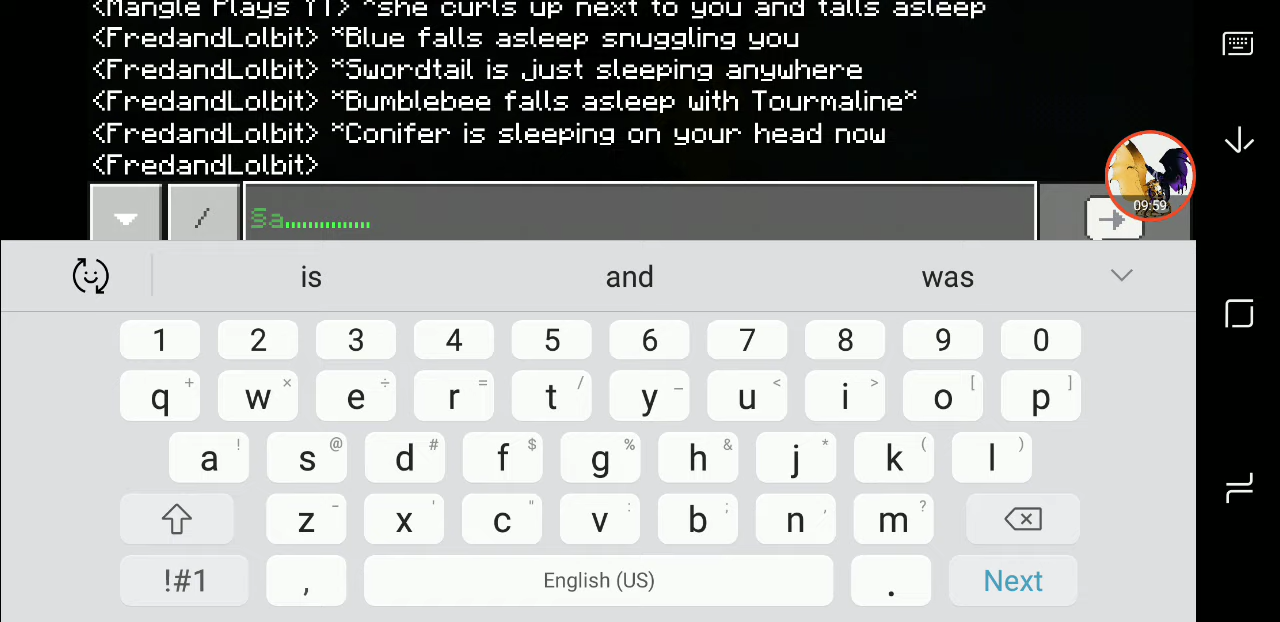 <Mangle Plays YT> *she curls up next to you and falls asleep
<FredandLolbit> *Blue falls asleep snuggling you
<FredandLolbit> *Swordtail is just sleeping anywhere
<FredandLolbit> *Bumblebee falls asleep with Tourmaline*
<FredandLolbit> *Conifer is sleeping on your head now
<FredandLolbit>
/ §a..............
09:59
is and was
1 2 3 4 5 6 7 8 9 0
q + w × e ÷ r = t / y _ u < i > o [ p ]
a ! s @ d # f $ g % h & j * k ( l )
z - x ' c " v : b ; n , m ?
!#1 , English (US) . Next